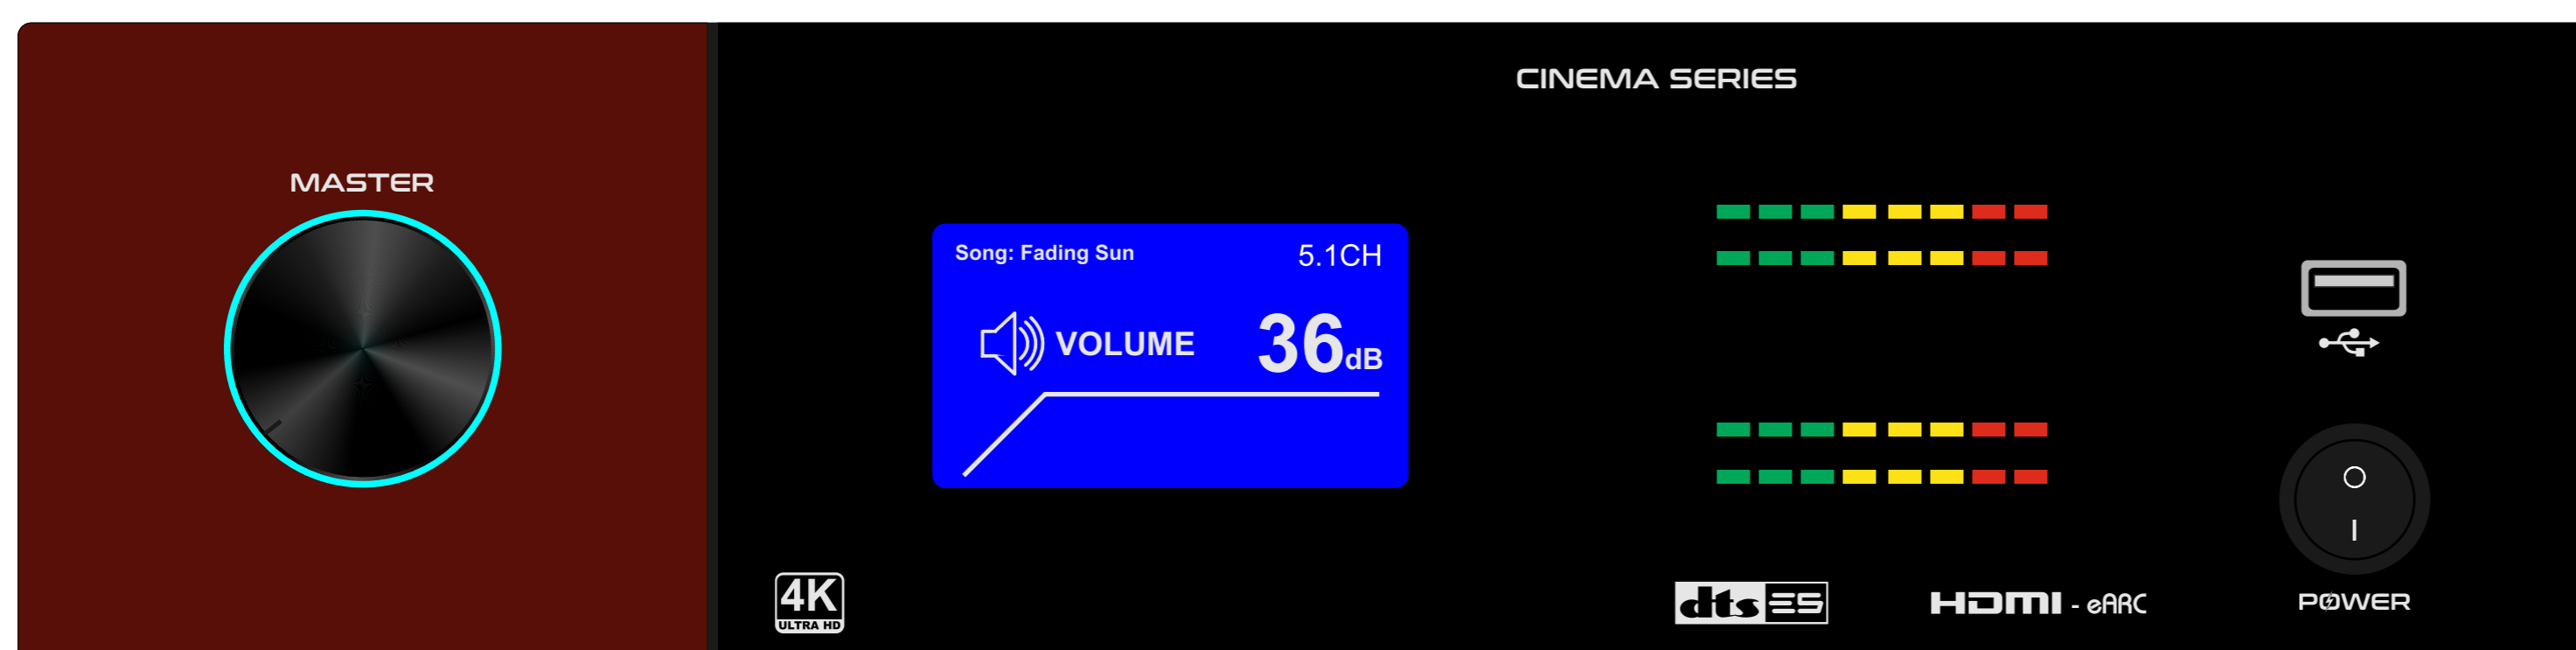 CINEMA SERIES
MASTER
Song: Fading Sun 5.1CH
VOLUME 36dB
4K
ULTRA HD
dts ES
HDMI - eARC
POWER